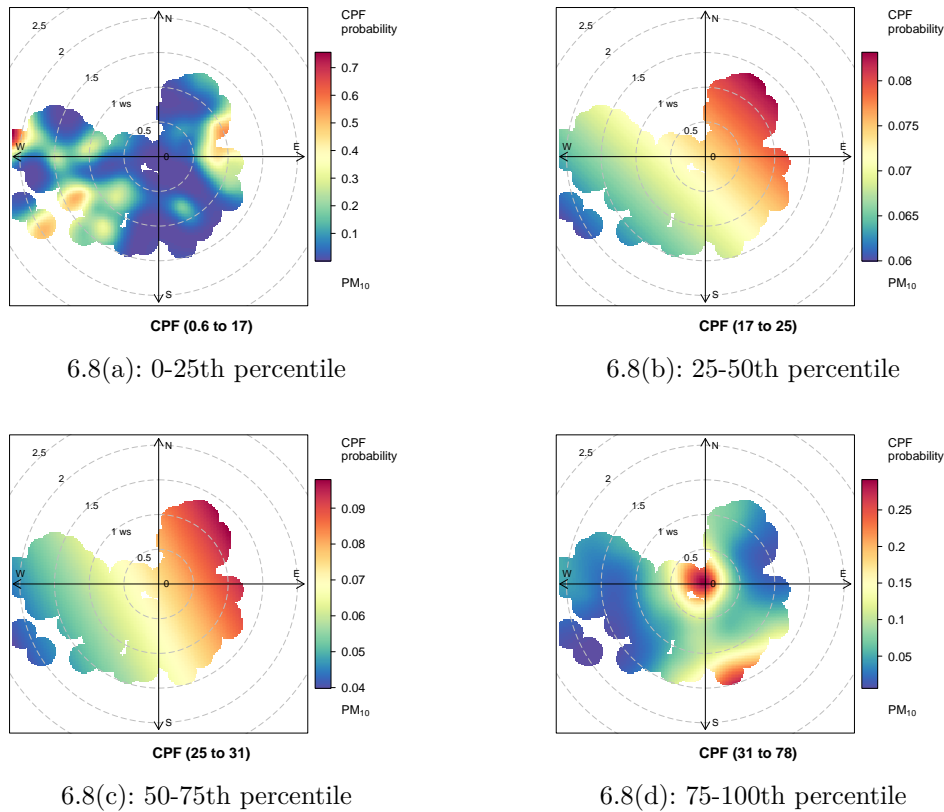 2.5
2
1.5
1 ws
0.5
0
N
W
E
S
CPF
probability
0.7
0.6
0.5
0.4
0.3
0.2
0.1
PM10
CPF (0.6 to 17)
6.8(a): 0-25th percentile
2.5
2
1.5
1 ws
0.5
0
N
W
E
S
CPF
probability
0.08
0.075
0.07
0.065
0.06
PM10
CPF (17 to 25)
6.8(b): 25-50th percentile
2.5
2
1.5
1 ws
0.5
0
N
W
E
S
CPF
probability
0.09
0.08
0.07
0.06
0.05
0.04
PM10
CPF (25 to 31)
6.8(c): 50-75th percentile
2.5
2
1.5
1 ws
0.5
0
N
W
E
S
CPF
probability
0.25
0.2
0.15
0.1
0.05
PM10
CPF (31 to 78)
6.8(d): 75-100th percentile